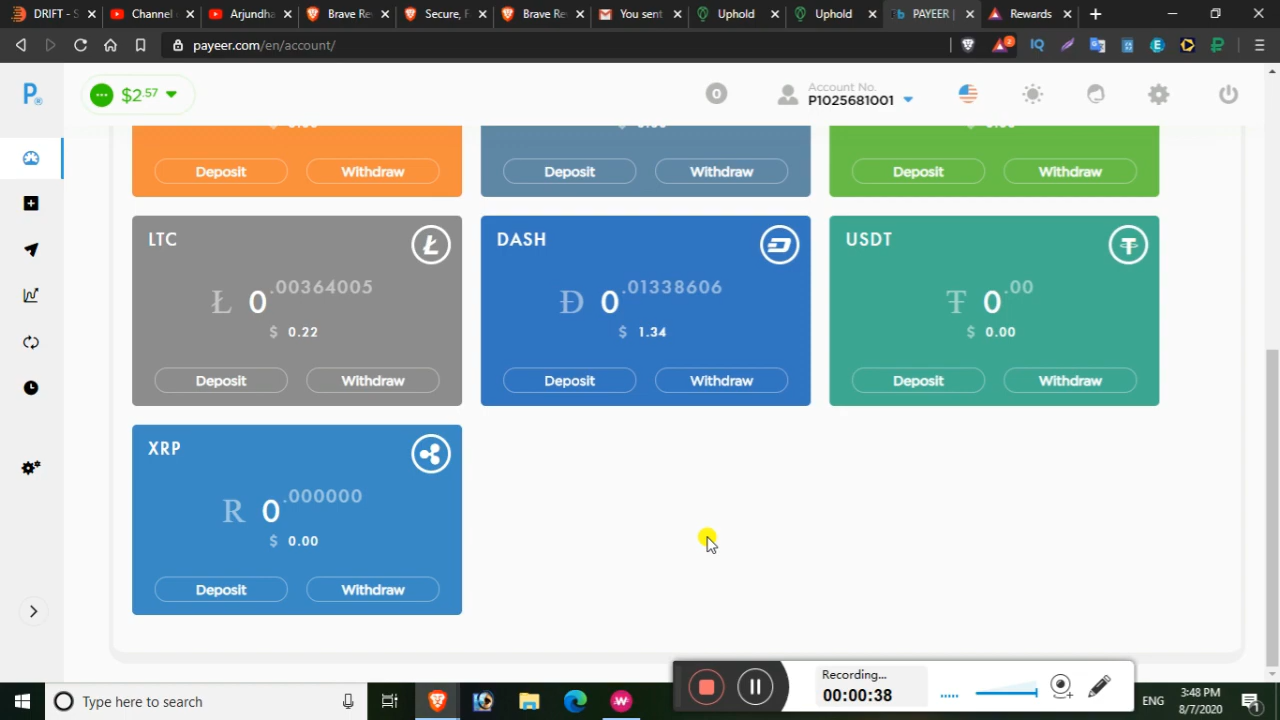 DRIFT - S
Channel
Arjundha
Brave Re
Secure, F
Brave Re
You sent
Uphold
Uphold
PAYEER |
Rewards
payeer.com/en/account/
2
IQ
P
$2.57
0
Account No.
P1025681001
Deposit Withdraw
Deposit Withdraw
Deposit Withdraw
LTC
Ł 0.00364005
$ 0.22
Deposit Withdraw
DASH
Đ 0.01338606
$ 1.34
Deposit Withdraw
USDT
Ŧ 0.00
$ 0.00
Deposit Withdraw
XRP
R 0.000000
$ 0.00
Deposit Withdraw
Recording...
00:00:38
Type here to search
ENG
3:48 PM
8/7/2020
1